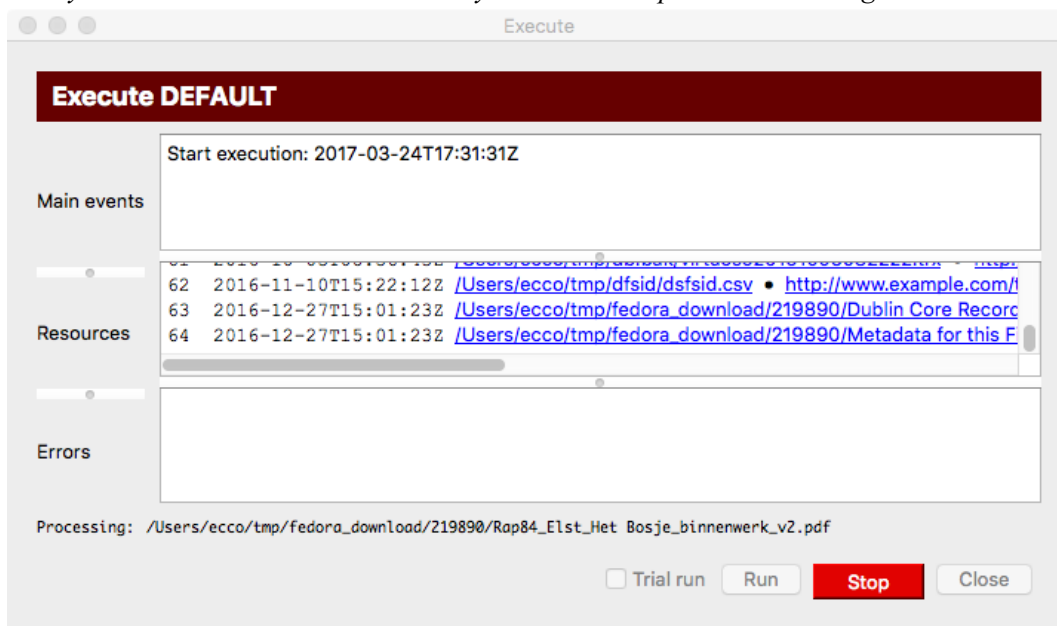 Execute
Execute DEFAULT
Main events
Start execution: 2017-03-24T17:31:31Z
Resources
62 2016-11-10T15:22:12Z /Users/ecco/tmp/dfsid/dsfsid.csv • http://www.example.com/
63 2016-12-27T15:01:23Z /Users/ecco/tmp/fedora_download/219890/Dublin Core Record
64 2016-12-27T15:01:23Z /Users/ecco/tmp/fedora_download/219890/Metadata for this F
Errors
Processing: /Users/ecco/tmp/fedora_download/219890/Rap84_Elst_Het Bosje_binnenwerk_v2.pdf
Trial run Run Stop Close